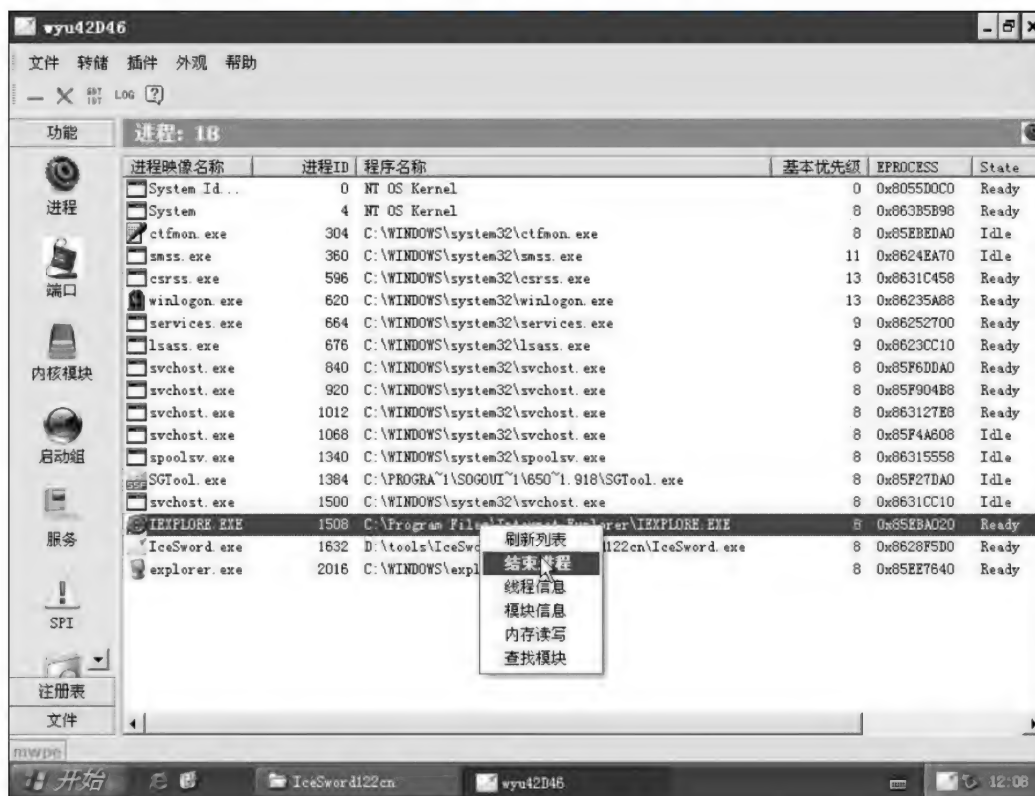 wyu42D46
文件 转储 插件 外观 帮助
GDT IDT LOG
功能
进程: 18
进程映像名称 进程ID 程序名称 基本优先级 EPROCESS State
System Id... 0 NT OS Kernel 0 0x8055D0C0 Ready
System 4 NT OS Kernel 8 0x863B5B98 Ready
ctfmon.exe 304 C:\WINDOWS\system32\ctfmon.exe 8 0x85EBEDA0 Idle
smss.exe 360 C:\WINDOWS\system32\smss.exe 11 0x8624EA70 Idle
csrss.exe 596 C:\WINDOWS\system32\csrss.exe 13 0x8631C458 Ready
winlogon.exe 620 C:\WINDOWS\system32\winlogon.exe 13 0x86235A88 Ready
services.exe 664 C:\WINDOWS\system32\services.exe 9 0x86252700 Ready
lsass.exe 676 C:\WINDOWS\system32\lsass.exe 9 0x8623CC10 Ready
svchost.exe 840 C:\WINDOWS\system32\svchost.exe 8 0x85F6DDA0 Ready
svchost.exe 920 C:\WINDOWS\system32\svchost.exe 8 0x85F904B8 Ready
svchost.exe 1012 C:\WINDOWS\system32\svchost.exe 8 0x863127E8 Ready
svchost.exe 1068 C:\WINDOWS\system32\svchost.exe 8 0x85F4A608 Idle
spoolsv.exe 1340 C:\WINDOWS\system32\spoolsv.exe 8 0x86315558 Idle
SGTool.exe 1384 C:\PROGRA~1\SOGOUI~1\650~1.918\SGTool.exe 8 0x85F27DA0 Idle
svchost.exe 1500 C:\WINDOWS\system32\svchost.exe 8 0x8631CC10 Idle
IEXPLORE.EXE 1508 C:\Program Files\Internet Explorer\IEXPLORE.EXE 8 0x85EBA020 Ready
IceSword.exe 1632 D:\tools\IceSwo 122cn\IceSword.exe 8 0x8628F5D0 Ready
explorer.exe 2016 C:\WINDOWS\expl 8 0x85EE7640 Ready
刷新列表
结束进程
线程信息
模块信息
内存读写
查找模块
进程
端口
内核模块
启动组
服务
SPI
注册表
文件
mwpe
开始 IceSword122cn wyu42D46 12:08